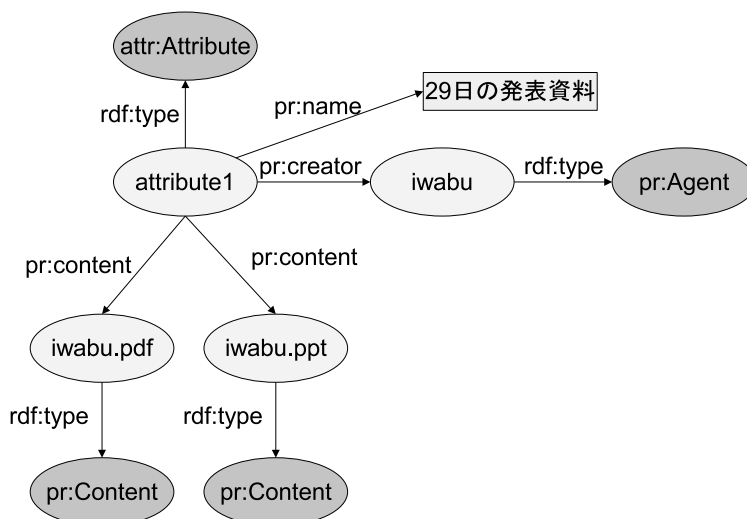 attr:Attribute
rdf:type
pr:name
29日の発表資料
attribute1
pr:creator
iwabu
rdf:type
pr:Agent
pr:content
pr:content
iwabu.pdf
iwabu.ppt
rdf:type
rdf:type
pr:Content
pr:Content